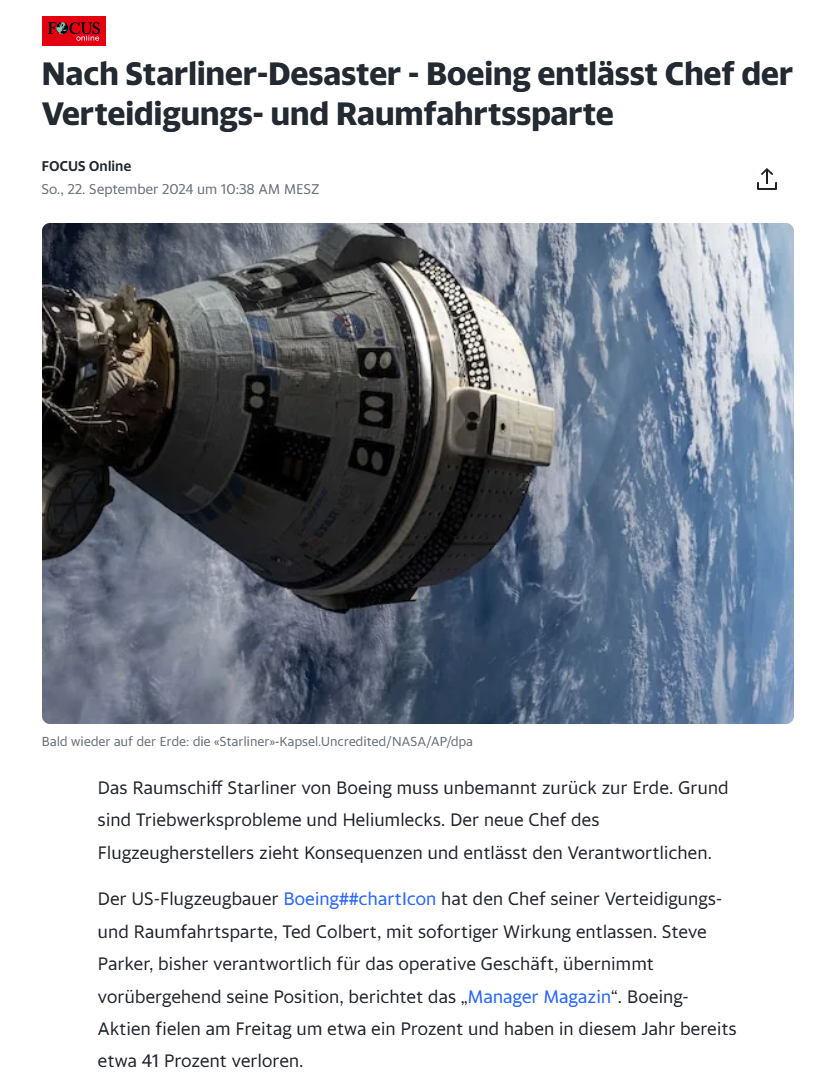 FOCUS
online
Nach Starliner-Desaster - Boeing entlässt Chef der
Verteidigungs- und Raumfahrtssparte
FOCUS Online
So., 22. September 2024 um 10:38 AM MESZ
Bald wieder auf der Erde: die «Starliner»-Kapsel.Uncredited/NASA/AP/dpa
Das Raumschiff Starliner von Boeing muss unbemannt zurück zur Erde. Grund
sind Triebwerksprobleme und Heliumlecks. Der neue Chef des
Flugzeugherstellers zieht Konsequenzen und entlässt den Verantwortlichen.
Der US-Flugzeugbauer Boeing##chartIcon hat den Chef seiner Verteidigungs-
und Raumfahrtsparte, Ted Colbert, mit sofortiger Wirkung entlassen. Steve
Parker, bisher verantwortlich für das operative Geschäft, übernimmt
vorübergehend seine Position, berichtet das „Manager Magazin“. Boeing-
Aktien fielen am Freitag um etwa ein Prozent und haben in diesem Jahr bereits
etwa 41 Prozent verloren.